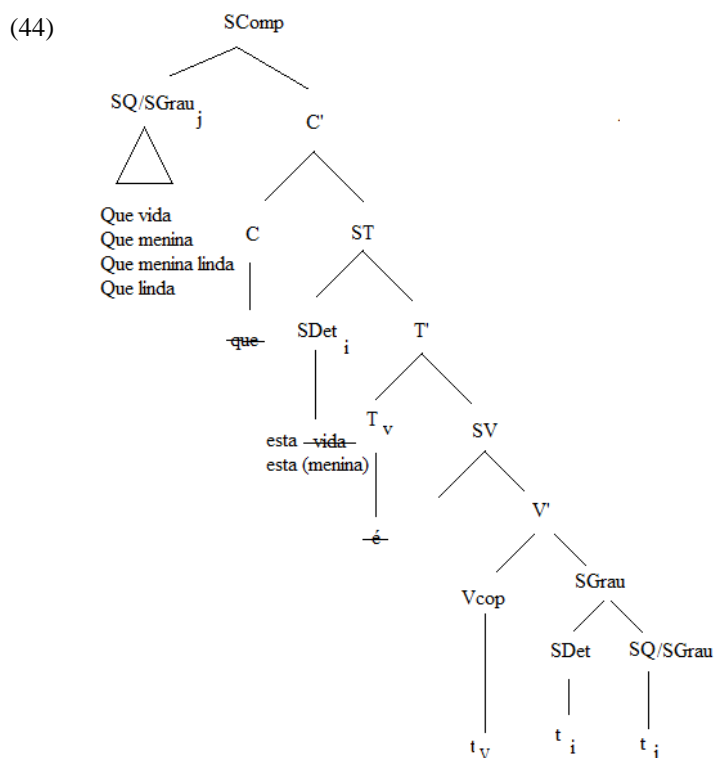 (44)
SComp
SQ/SGrau j
C'
Que vida
Que menina
Que menina linda
Que linda
C
ST
que
SDet i
T'
esta vida
esta (menina)
T v
SV
é
V'
Vcop
SGrau
SDet
SQ/SGrau
t v
t i
t j